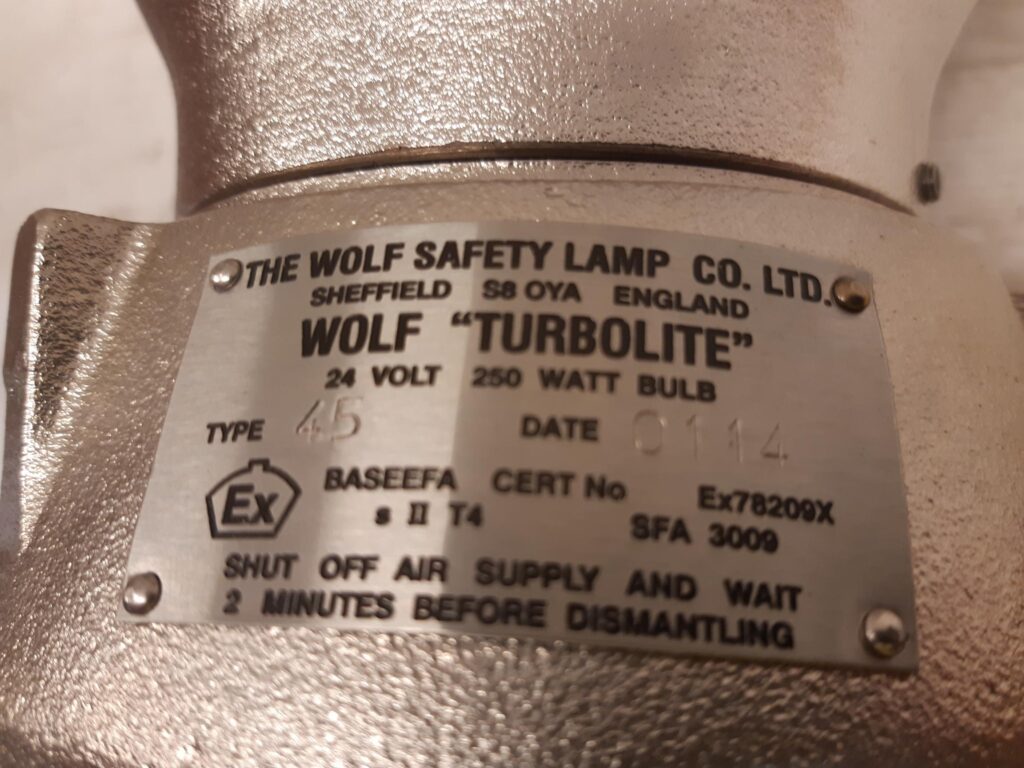 THE WOLF SAFETY LAMP CO. LTD.
SHEFFIELD S8 OYA ENGLAND
WOLF "TURBOLITE"
24 VOLT 250 WATT BULB
TYPE 45 DATE 0114
Ex BASEEFA CERT No Ex78209X
s II T4 SFA 3009
SHUT OFF AIR SUPPLY AND WAIT
2 MINUTES BEFORE DISMANTLING